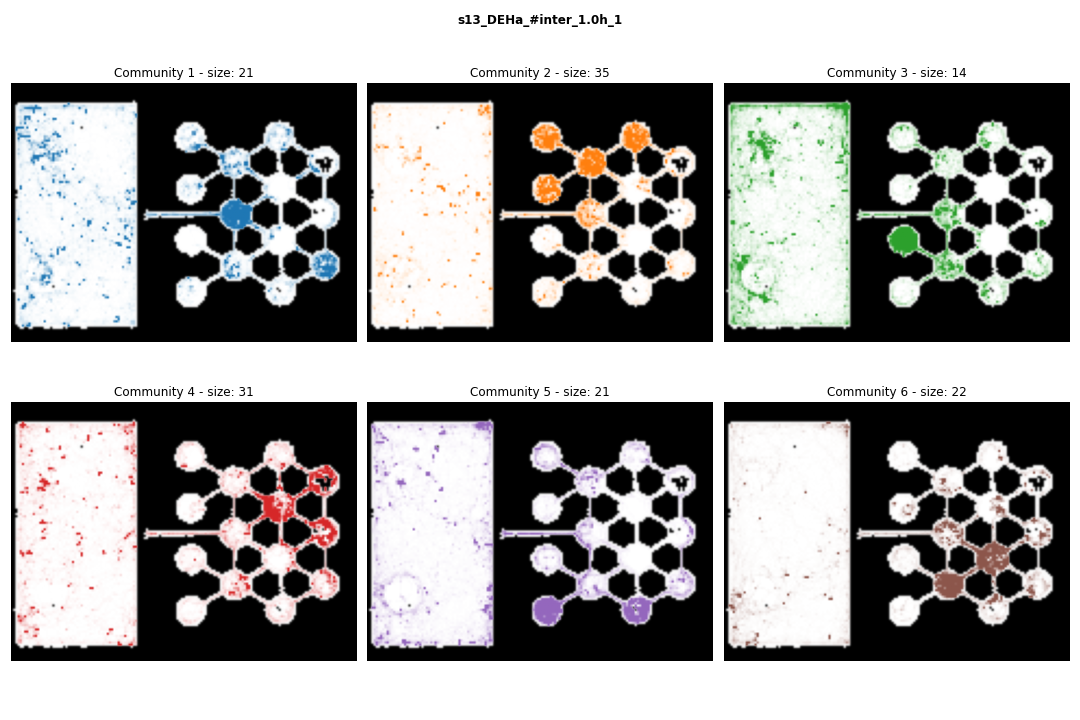 s13_DEHa_#inter_1.0h_1
Community 1 - size: 21
Community 2 - size: 35
Community 3 - size: 14
Community 4 - size: 31
Community 5 - size: 21
Community 6 - size: 22